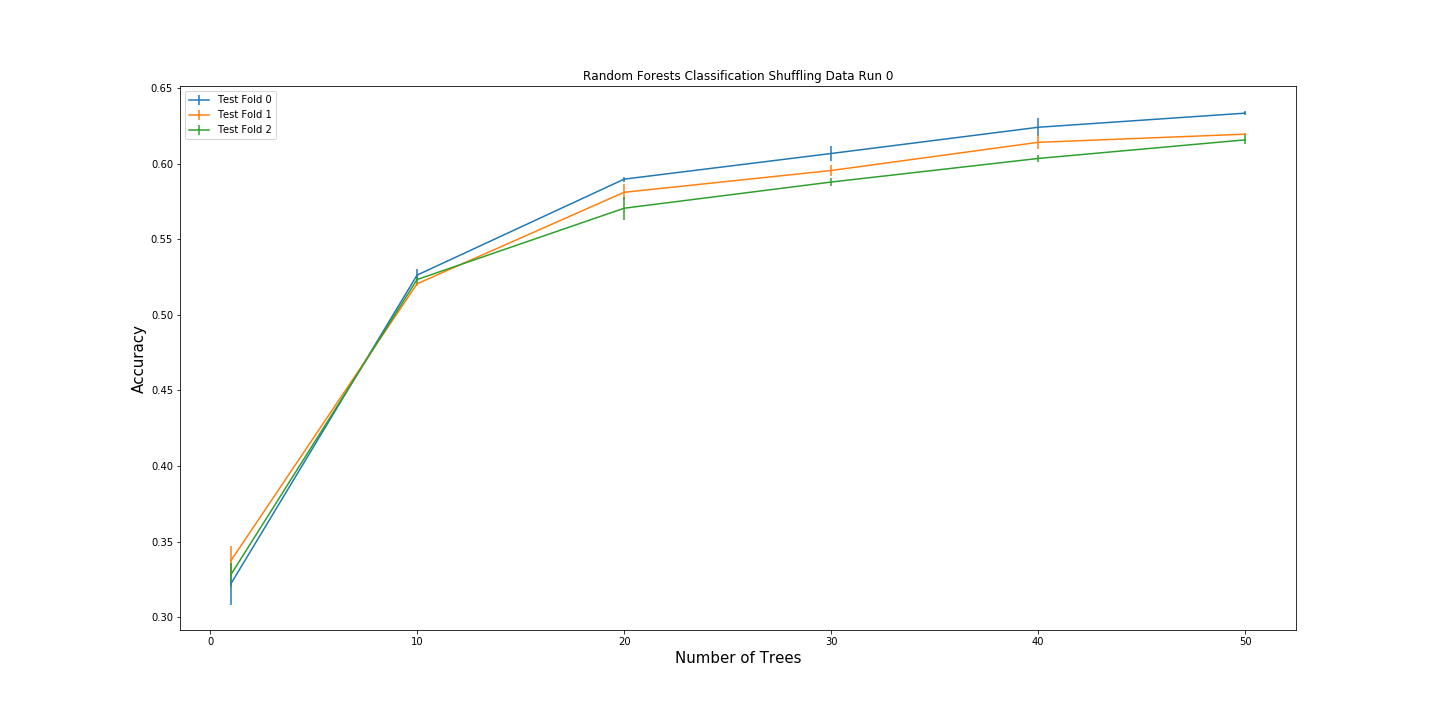 Random Forests Classification Shuffling Data Run 0
Test Fold 0
Test Fold 1
Test Fold 2
0.65
0.60
0.55
0.50
0.45
0.40
0.35
0.30
Accuracy
0 10 20 30 40 50
Number of Trees